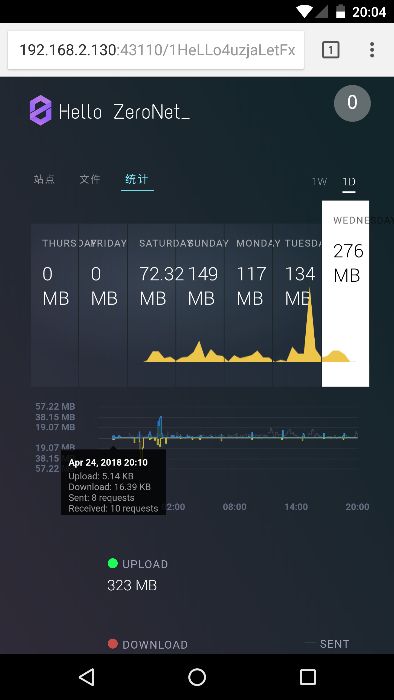 20:04
192.168.2.130:43110/1HeLLo4uzjaLetFx
1
Hello ZeroNet_
0
站点 文件 统计
1W 1D
THURSDAY FRIDAY SATURDAY SUNDAY MONDAY TUESDAY WEDNESDAY
0 MB 0 MB 72.32 MB 149 MB 117 MB 134 MB 276 MB
57.22 MB
38.15 MB
19.07 MB
19.07 MB
38.15
57.22
Apr 24, 2018 20:10
Upload: 5.14 KB
Download: 16.39 KB
Sent: 8 requests
Received: 10 requests
02:00 08:00 14:00 20:00
UPLOAD
323 MB
DOWNLOAD SENT